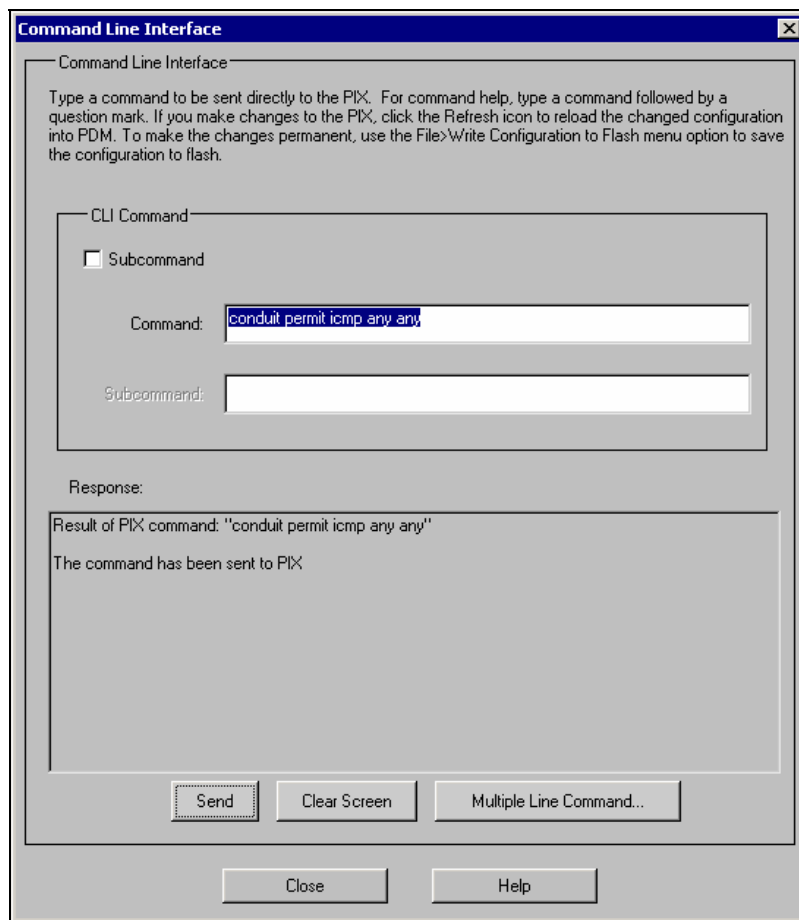 Command Line Interface
Command Line Interface
Type a command to be sent directly to the PIX. For command help, type a command followed by a
question mark. If you make changes to the PIX, click the Refresh icon to reload the changed configuration
into PDM. To make the changes permanent, use the File>Write Configuration to Flash menu option to save
the configuration to flash.
CLI Command
Subcommand
Command: conduit permit icmp any any
Subcommand:
Response:
Result of PIX command: "conduit permit icmp any any"
The command has been sent to PIX
Send Clear Screen Multiple Line Command...
Close Help